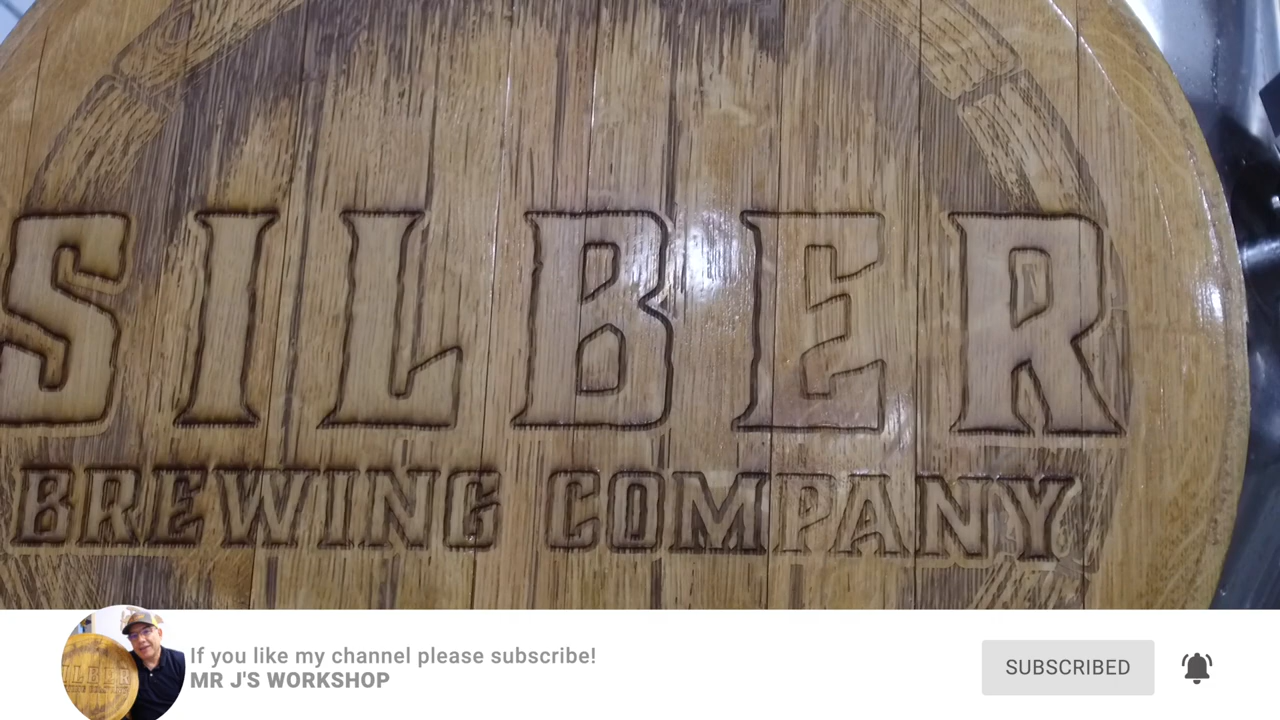 SILBER
BREWING COMPANY
If you like my channel please subscribe!
MR J'S WORKSHOP
SUBSCRIBED